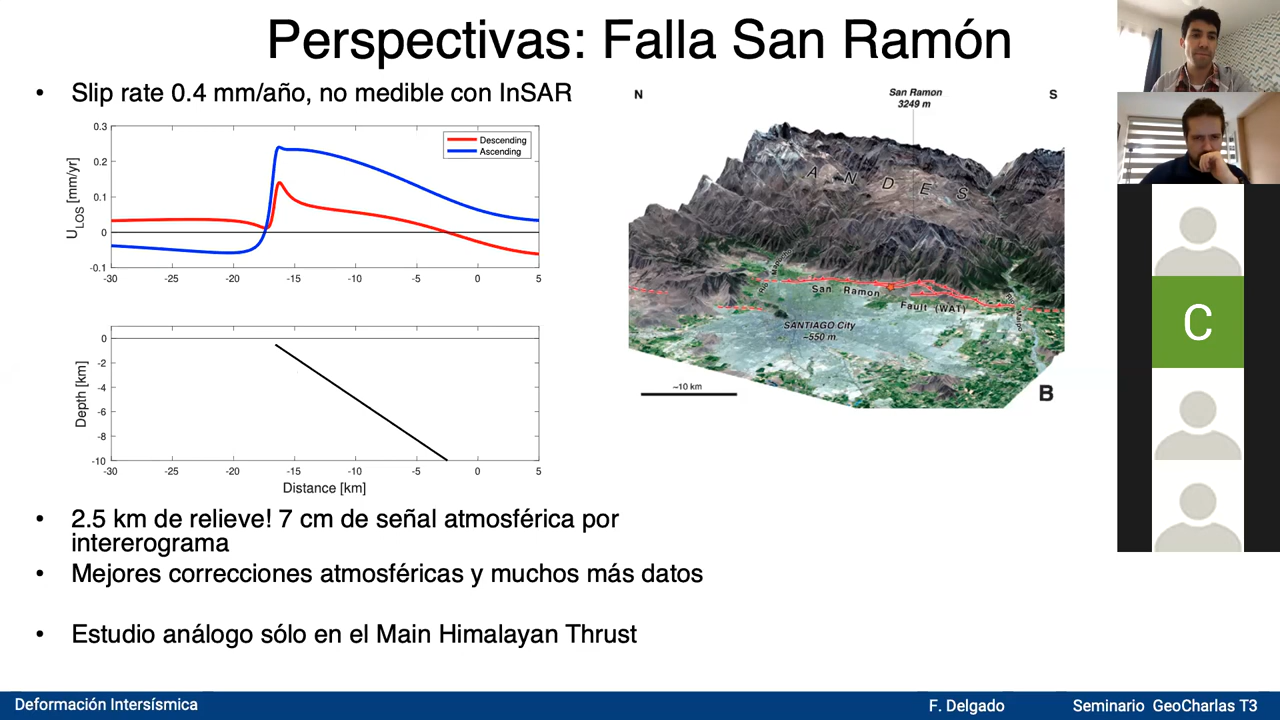 Perspectivas: Falla San Ramón
• Slip rate 0.4 mm/año, no medible con InSAR
0.3
0.2
0.1
0
-0.1
U LOS [mm/yr]
Descending
Ascending
-30 -25 -20 -15 -10 -5 0 5
0
-2
-4
-6
-8
-10
Depth [km]
-30 -25 -20 -15 -10 -5 0 5
Distance [km]
N
San Ramon
3249 m
S
A N D E S
Río Mapocho
San Ramon
Fault (WAT)
Río Maipo
SANTIAGO City
~550 m.
~10 km
B
• 2.5 km de relieve! 7 cm de señal atmosférica por
intererograma
• Mejores correcciones atmosféricas y muchos más datos
• Estudio análogo sólo en el Main Himalayan Thrust
C
Deformación Intersísmica
F. Delgado
Seminario GeoCharlas T3